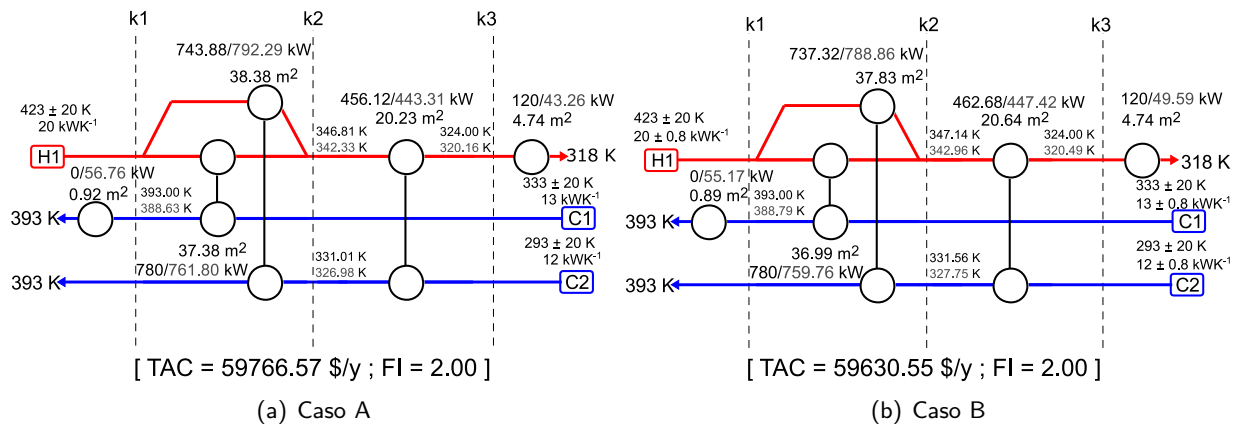 k1
k2
k3
743.88/792.29 kW
38.38 m²
456.12/443.31 kW
20.23 m²
120/43.26 kW
4.74 m²
423 ± 20 K
20 kWK⁻¹
346.81 K
342.33 K
324.00 K
320.16 K
H1
318 K
0/56.76 kW
0.92 m²
393.00 K
388.63 K
333 ± 20 K
13 kWK⁻¹
393 K
C1
37.38 m²
780/761.80 kW
331.01 K
326.98 K
293 ± 20 K
12 kWK⁻¹
393 K
C2
[ TAC = 59766.57 $/y ; FI = 2.00 ]
(a) Caso A
k1
k2
k3
737.32/788.86 kW
37.83 m²
462.68/447.42 kW
20.64 m²
120/49.59 kW
4.74 m²
423 ± 20 K
20 ± 0.8 kWK⁻¹
347.14 K
342.96 K
324.00 K
320.49 K
H1
318 K
0/55.17 kW
0.89 m²
393.00 K
388.79 K
333 ± 20 K
13 ± 0.8 kWK⁻¹
393 K
C1
36.99 m²
780/759.76 kW
331.56 K
327.75 K
293 ± 20 K
12 ± 0.8 kWK⁻¹
393 K
C2
[ TAC = 59630.55 $/y ; FI = 2.00 ]
(b) Caso B